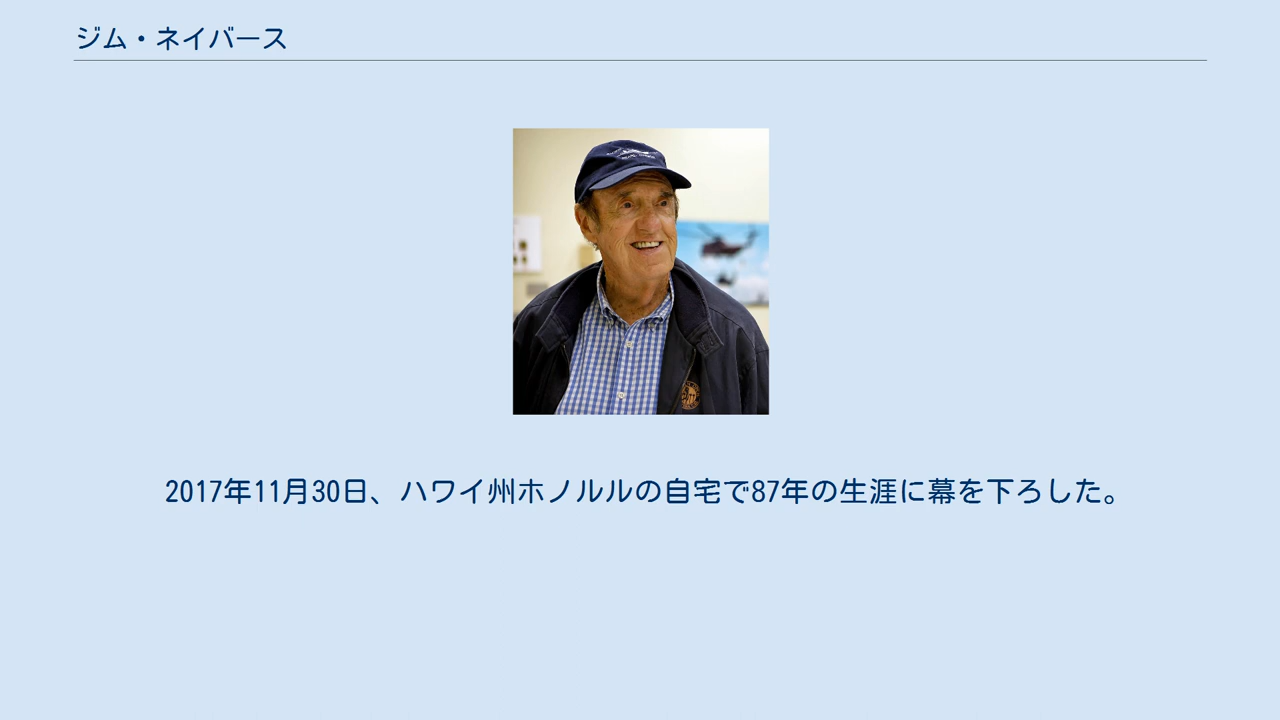 ジム・ネイバース
2017年11月30日、ハワイ州ホノルルの自宅で87年の生涯に幕を下ろした。